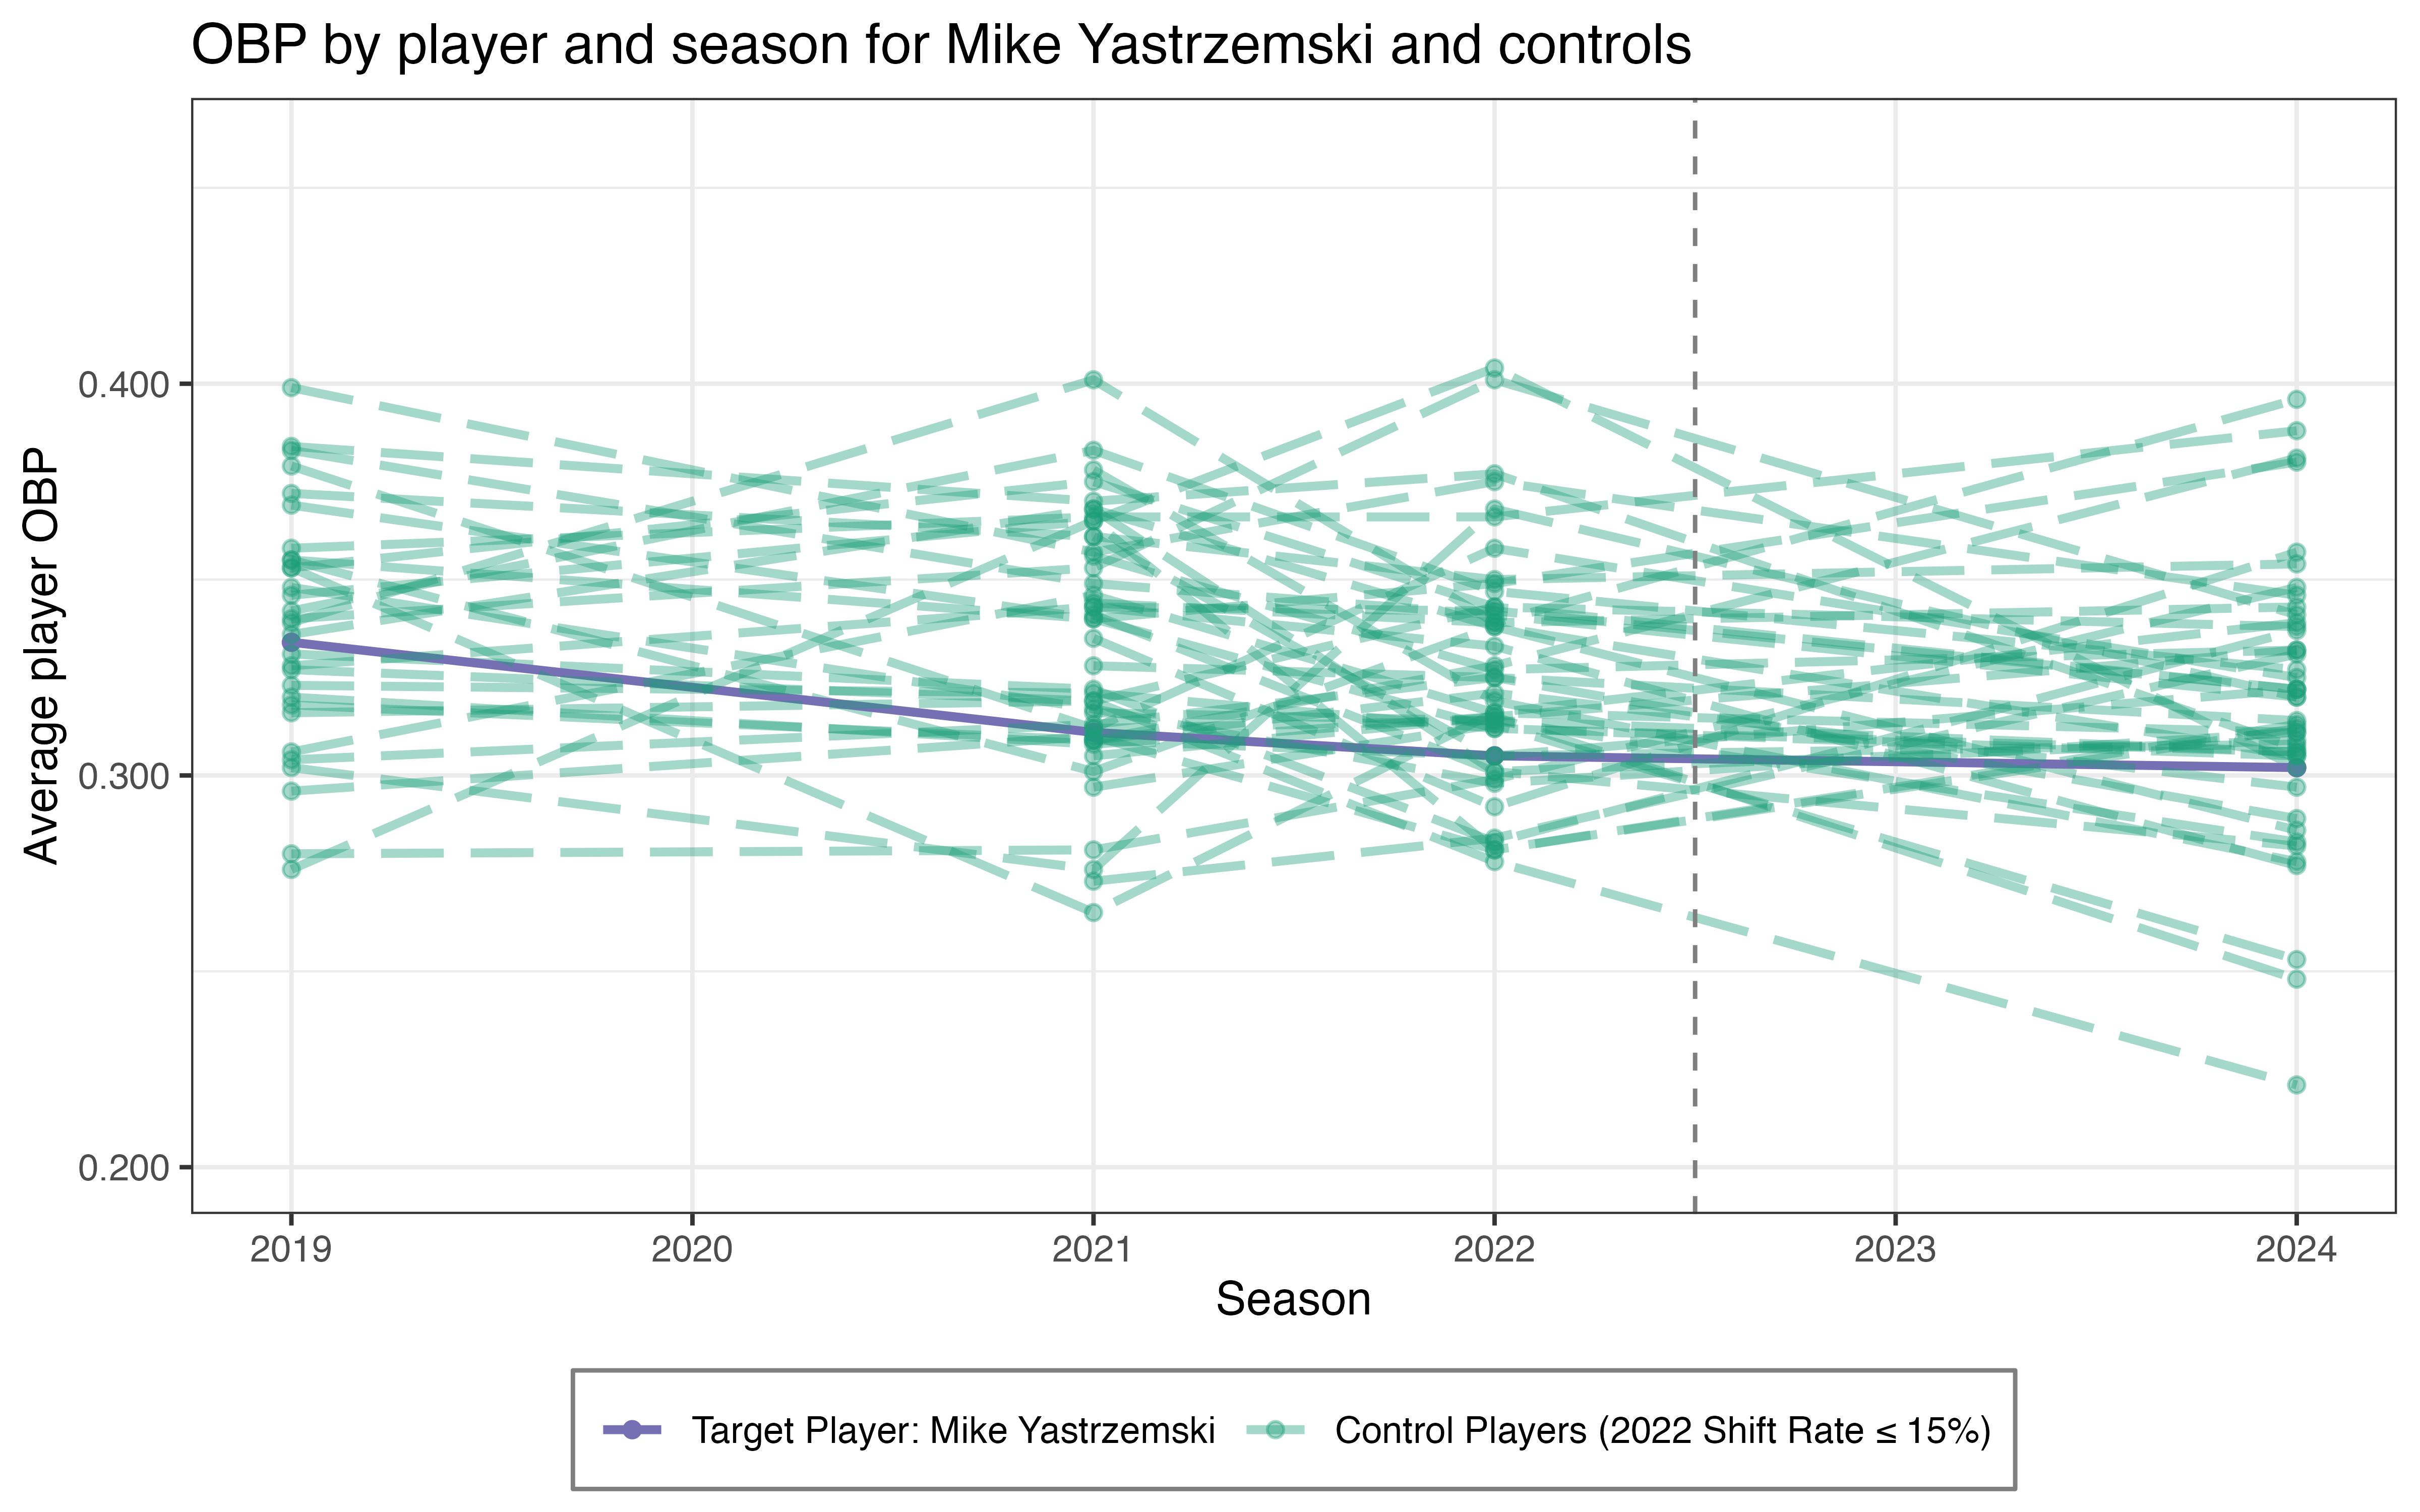 OBP by player and season for Mike Yastrzemski and controls
Average player OBP
0.400
0.300
0.200
2019 2020 2021 2022 2023 2024
Season
Target Player: Mike Yastrzemski Control Players (2022 Shift Rate ≤ 15%)